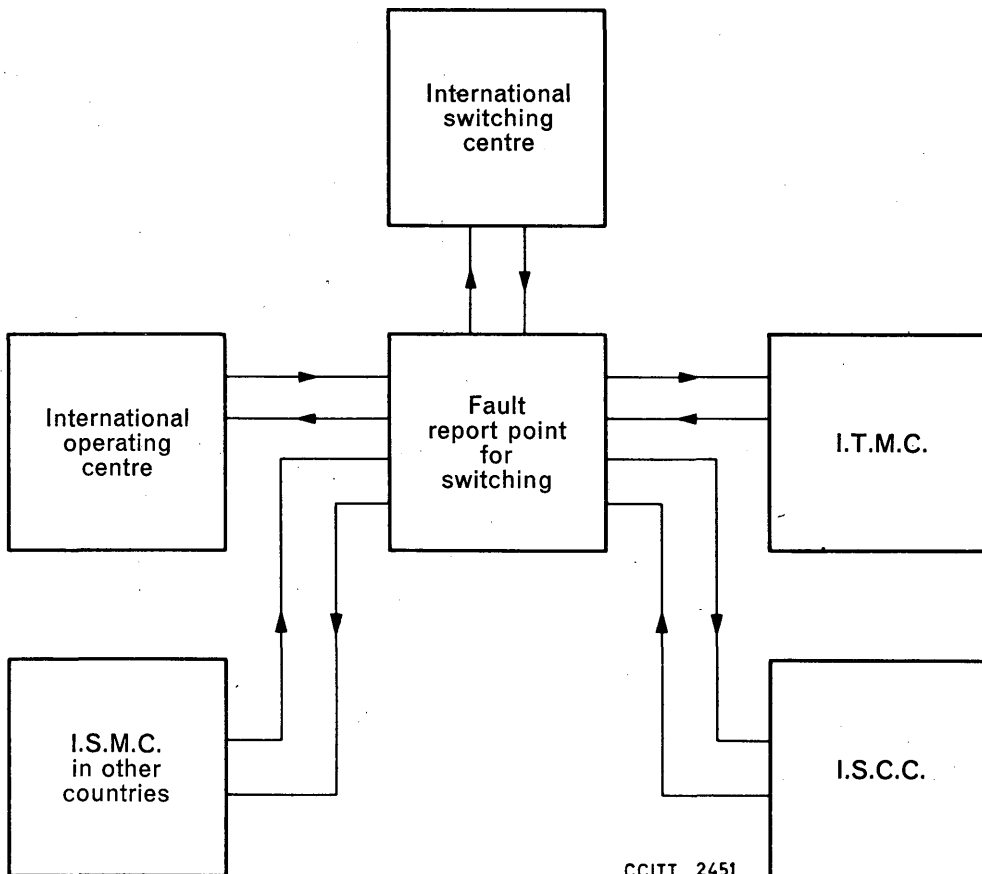 International
switching
centre
International
operating
centre
Fault
report point
for
switching
I.T.M.C.
I.S.M.C.
in other
countries
I.S.C.C.
CCITT 2451